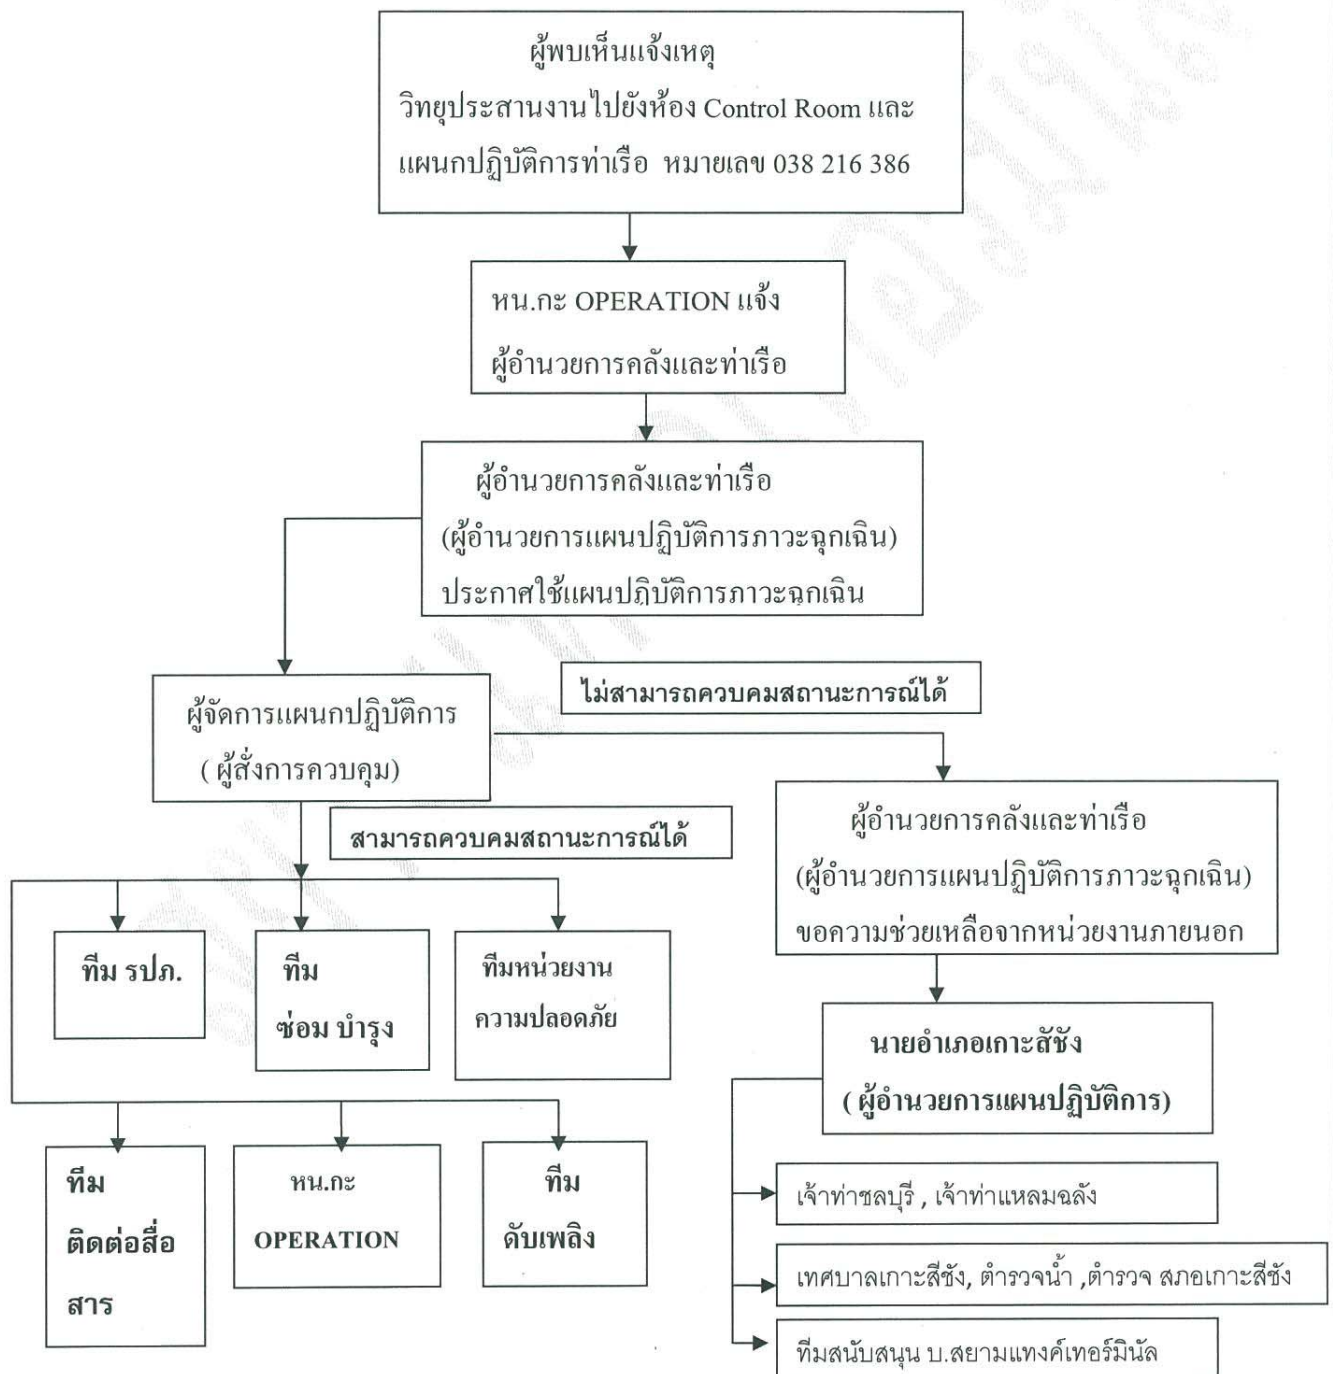 ผู้พบเห็นแจ้งเหตุ
วิทยุประสานงานไปยังห้อง Control Room และ
แผนกปฏิบัติการท่าเรือ หมายเลข 038 216 386
หน.กะ OPERATION แจ้ง
ผู้อำนวยการคลังและท่าเรือ
ผู้อำนวยการคลังและท่าเรือ
(ผู้อำนวยการแผนปฏิบัติการภาวะฉุกเฉิน)
ประกาศใช้แผนปฏิบัติการภาวะฉุกเฉิน
ไม่สามารถควบคมสถานะการณ์ได้
ผู้จัดการแผนกปฏิบัติการ
( ผู้สั่งการควบคุม)
สามารถควบคมสถานะการณ์ได้
ผู้อำนวยการคลังและท่าเรือ
(ผู้อำนวยการแผนปฏิบัติการภาวะฉุกเฉิน)
ขอความช่วยเหลือจากหน่วยงานภายนอก
ทีม รปภ.
ทีม
ซ่อม บำรุง
ทีมหน่วยงาน
ความปลอดภัย
นายอำเภอเกาะสัชัง
( ผู้อำนวยการแผนปฏิบัติการ)
ทีม
ติดต่อสื่อ
สาร
หน.กะ
OPERATION
ทีม
ดับเพลิง
เจ้าท่าชลบุรี , เจ้าท่าแหลมฉลัง
เทศบาลเกาะสีชัง, ตำรวจน้ำ ,ตำรวจ สภอเกาะสีชัง
ทีมสนับสนุน บ.สยามแทงค์เทอร์มินัล